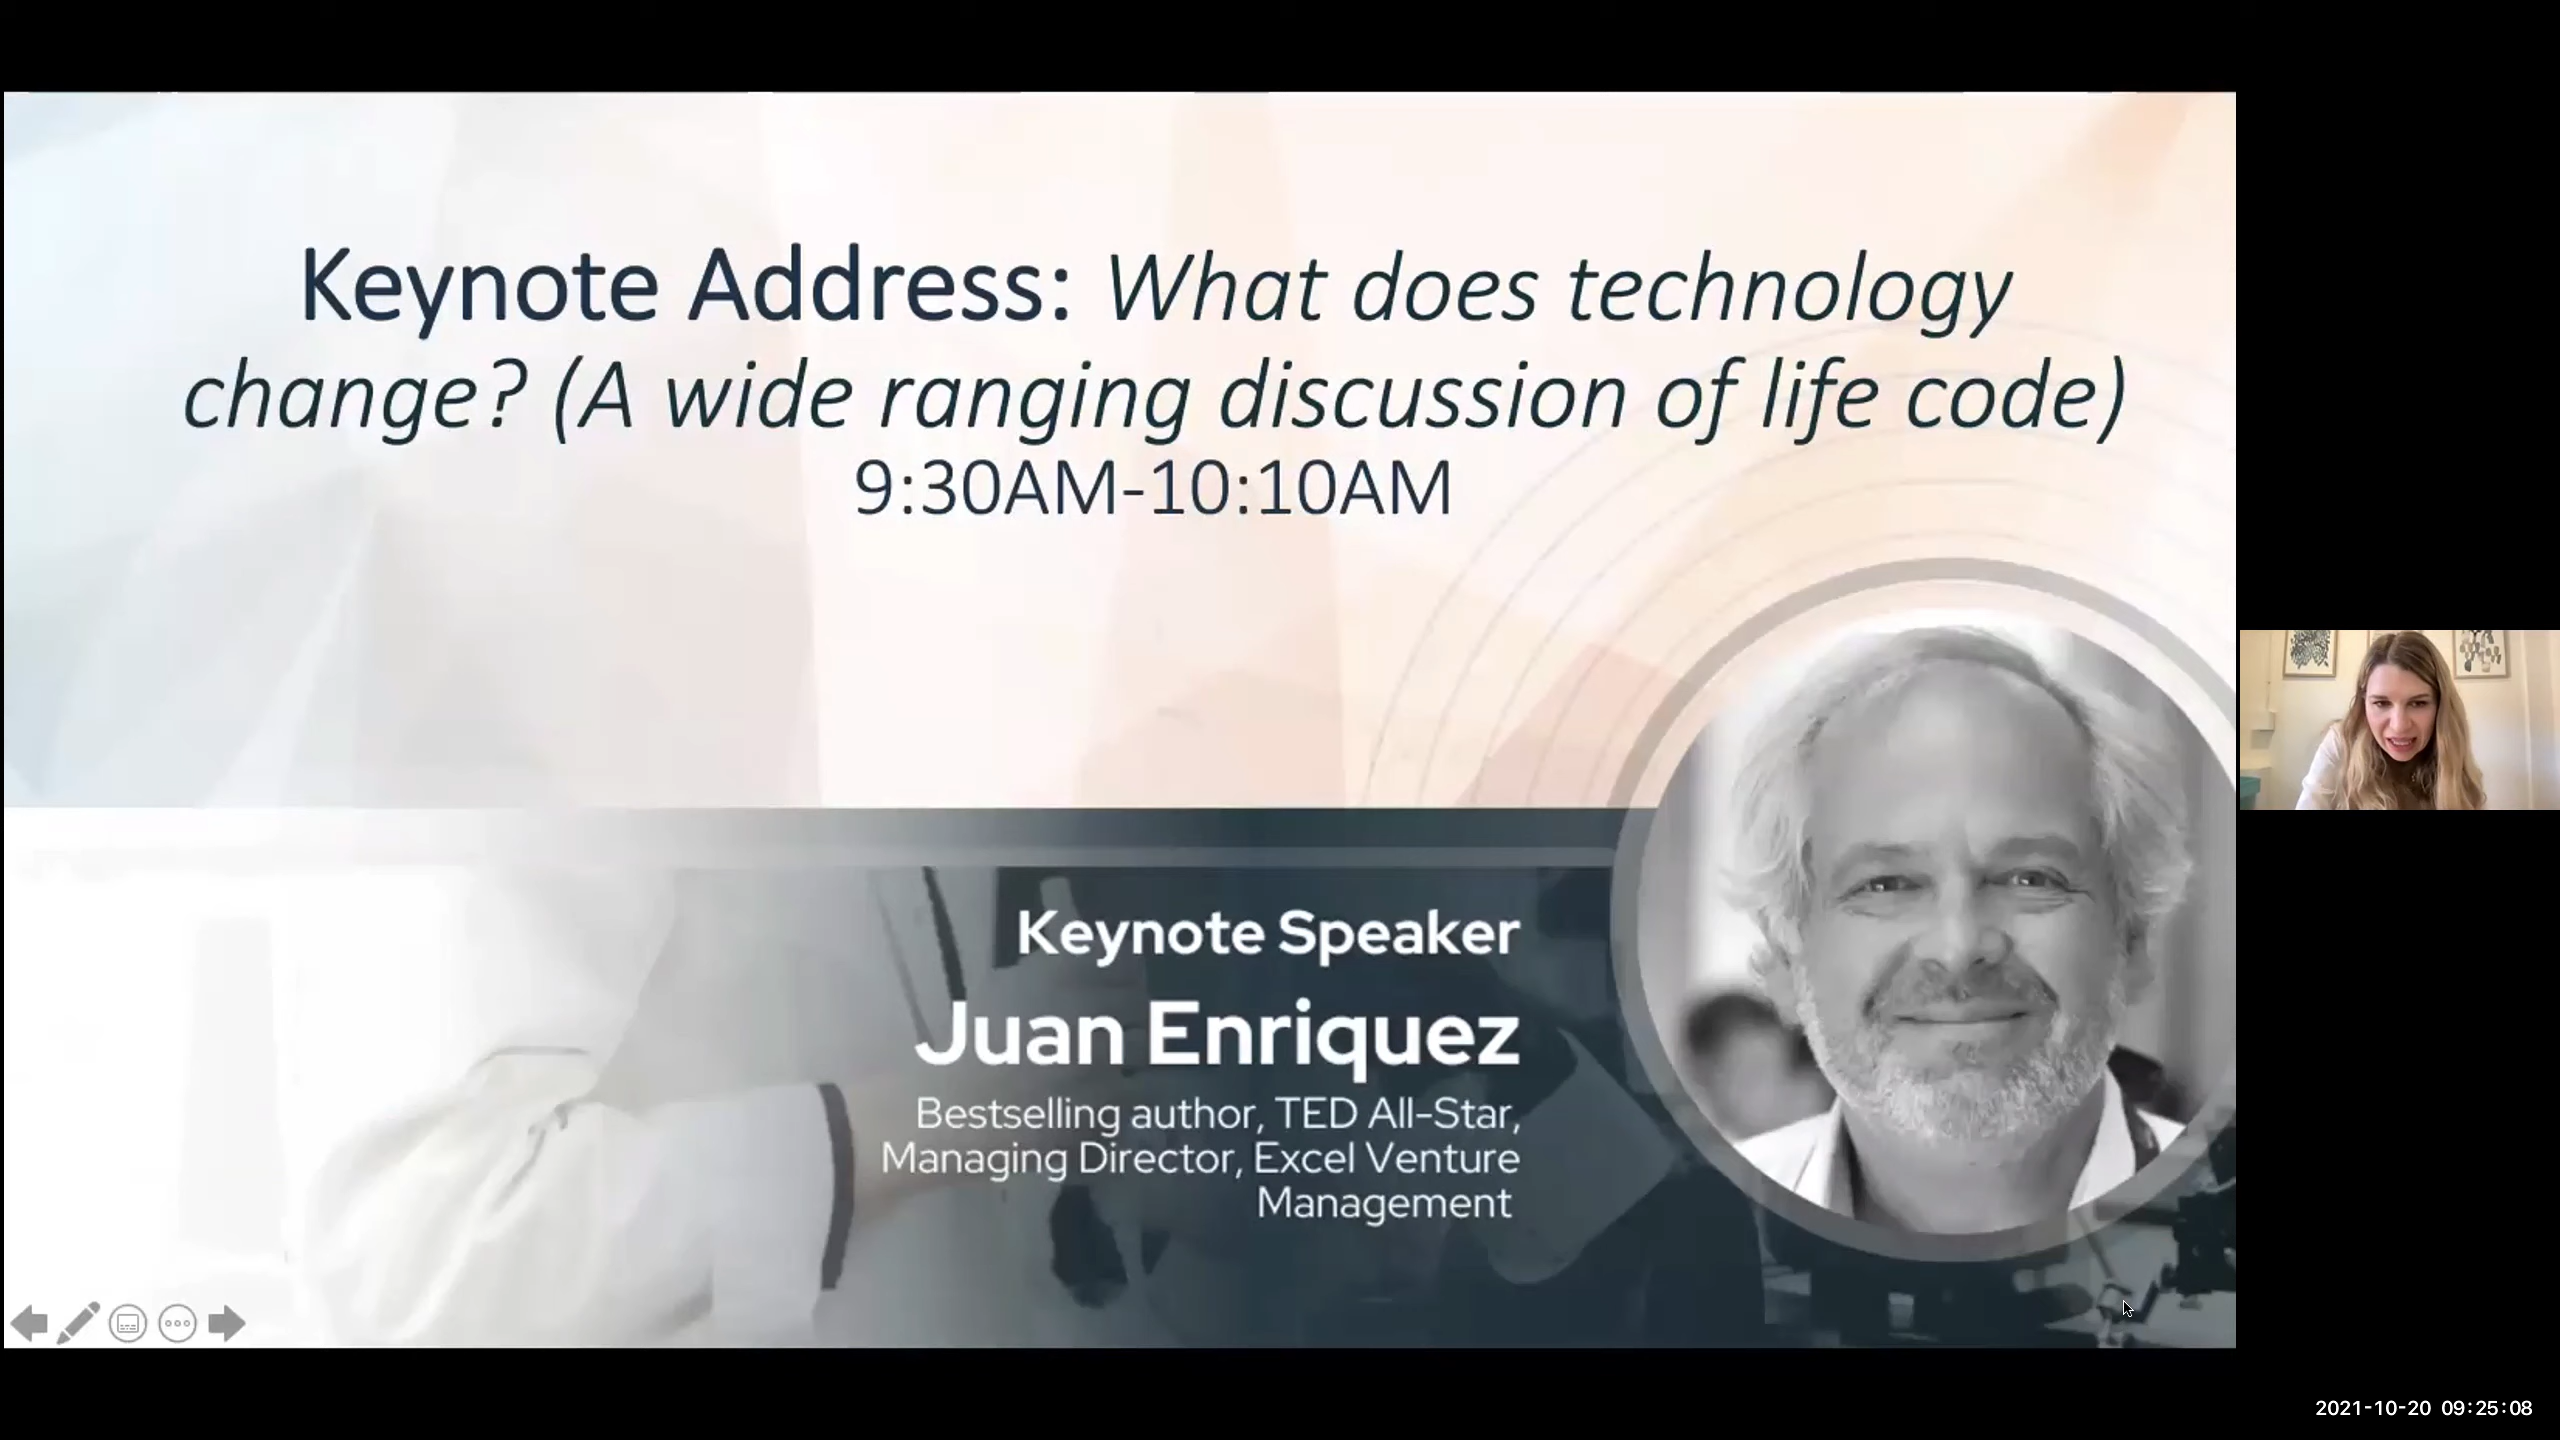 Keynote Address: What does technology
change? (A wide ranging discussion of life code)
9:30AM-10:10AM
Keynote Speaker
Juan Enriquez
Bestselling author, TED All-Star,
Managing Director, Excel Venture
Management
2021-10-20 09:25:08